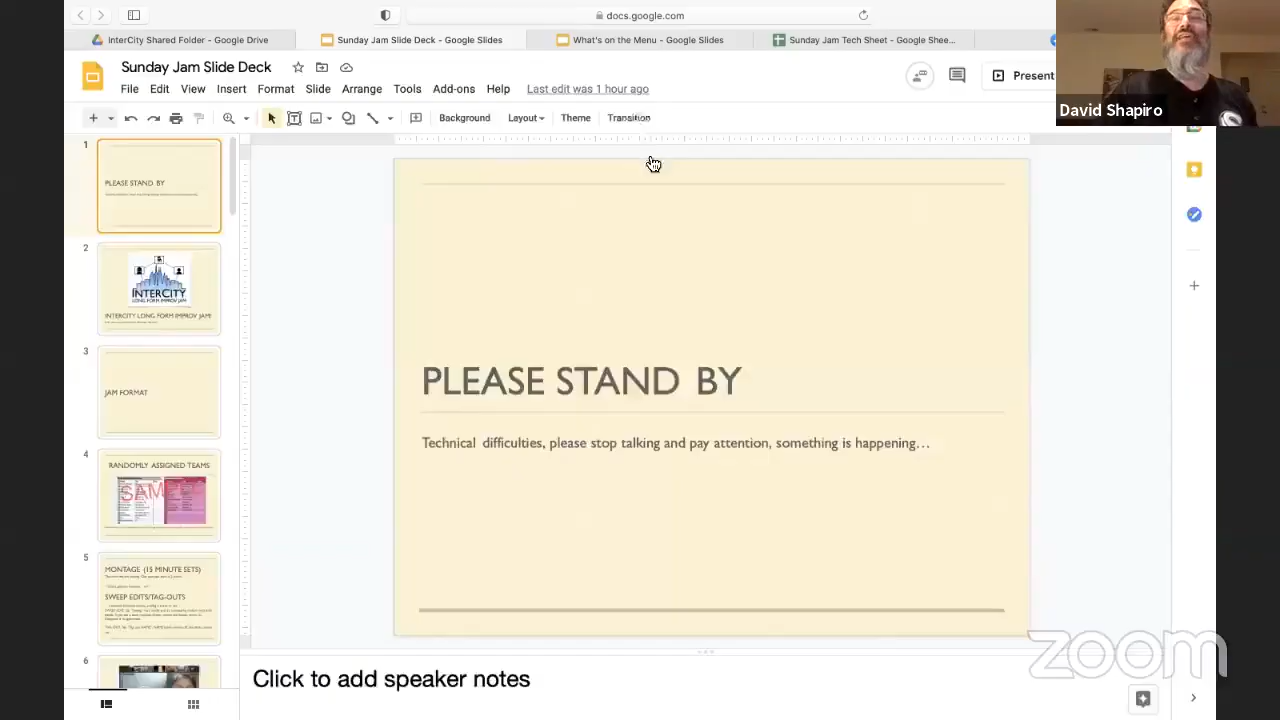 docs.google.com
InterCity Shared Folder - Google Drive
Sunday Jam Slide Deck - Google Slides
What's on the Menu - Google Slides
Sunday Jam Tech Sheet - Google Shee...
Sunday Jam Slide Deck
File Edit View Insert Format Slide Arrange Tools Add-ons Help Last edit was 1 hour ago
Present
David Shapiro
Background Layout Theme Transition
1
PLEASE STAND BY
2
INTERCITY
LONG FORM IMPROV JAM
INTERCITY LONG FORM IMPROV JAM!
3
JAM FORMAT
4
RANDOMLY ASSIGNED TEAMS
5
MONTAGE (15 MINUTE SETS)
SWEEP EDITS/TAG-OUTS
6
PLEASE STAND BY
Technical difficulties, please stop talking and pay attention, something is happening...
Click to add speaker notes
zoom